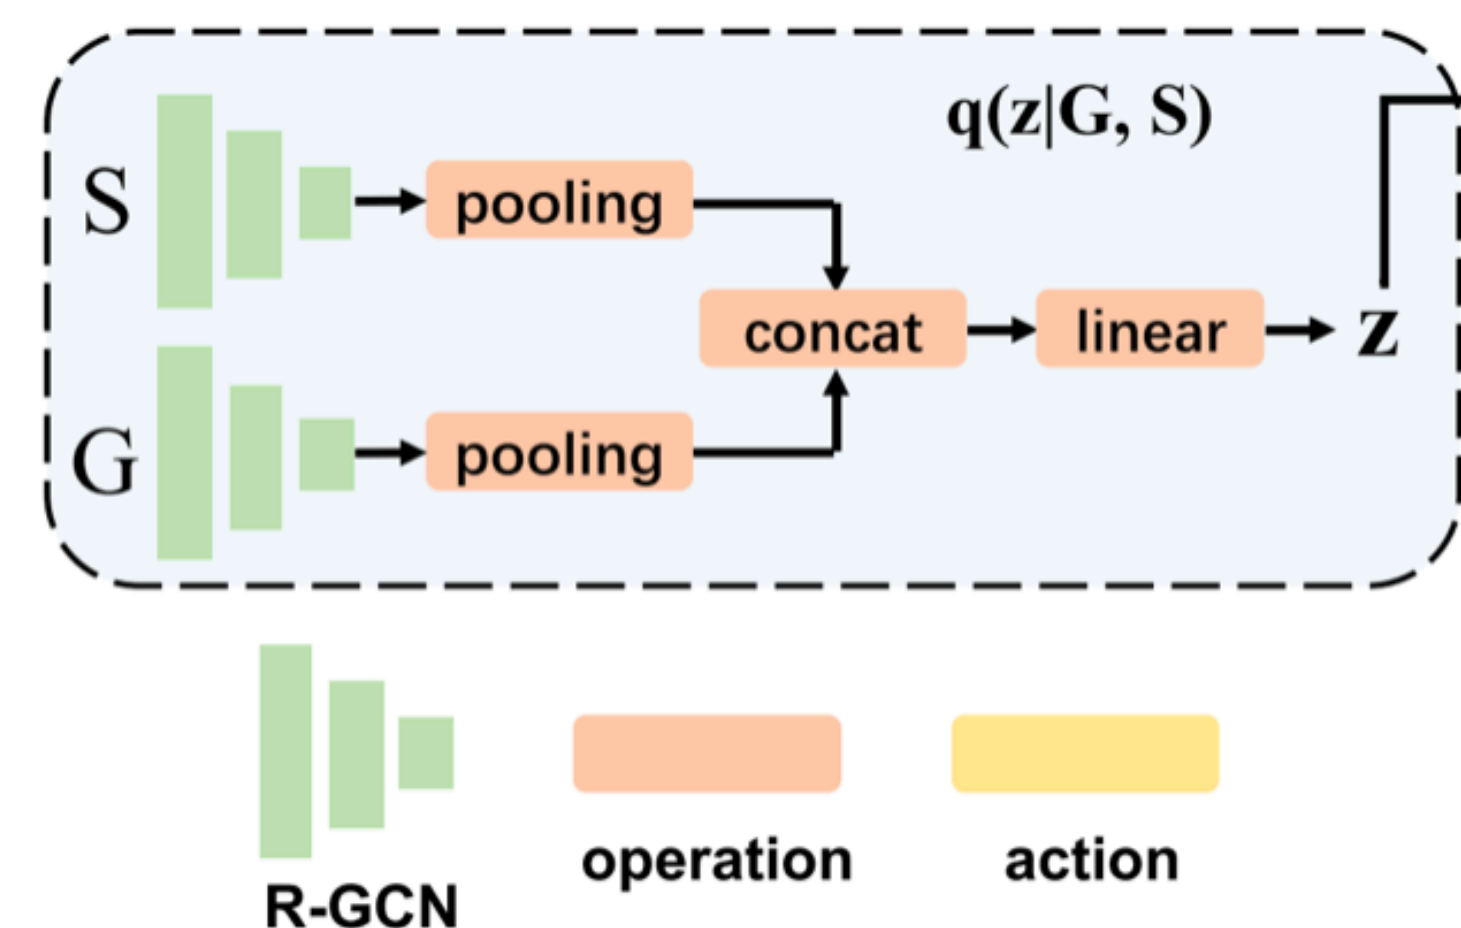 q(z|G, S)
S
pooling
concat
linear
z
G
pooling
R-GCN
operation
action